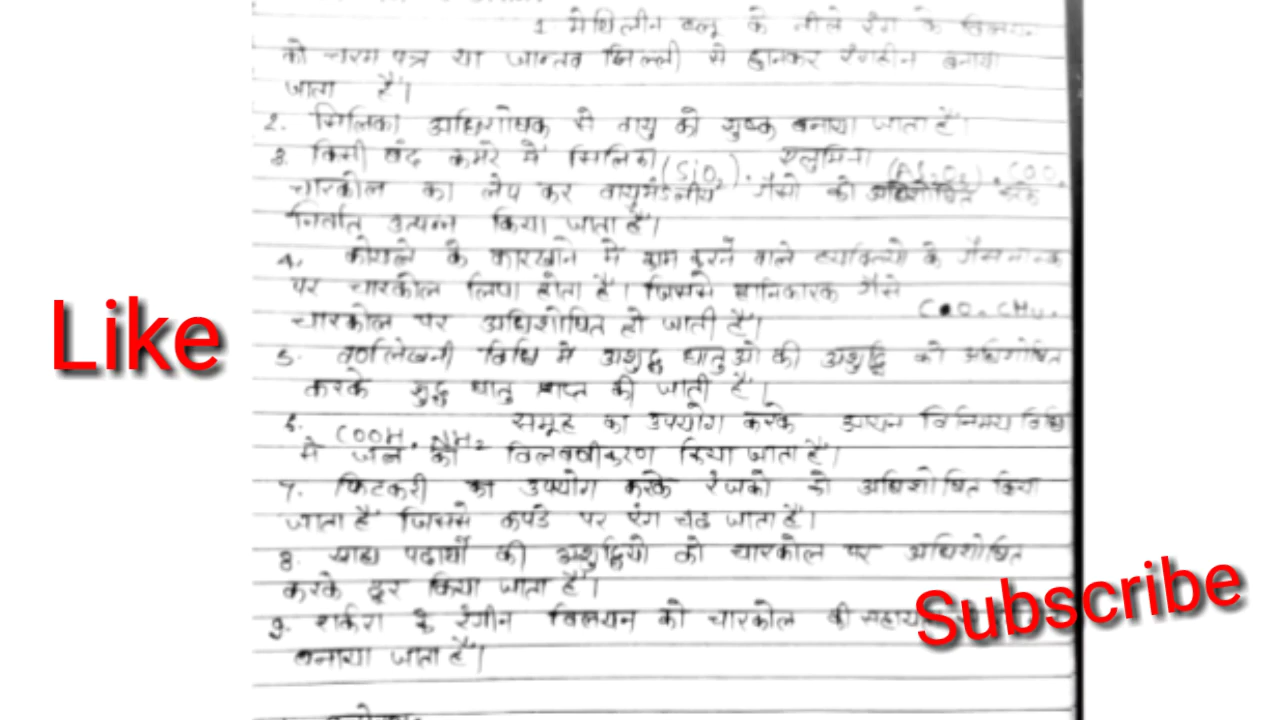 1. मेथिलीन ब्लू के नीले रंग के विलयन
को चरम पत्र या जान्तव झिल्ली से छानकर रंगहीन बनाया
जाता है।
2. सिलिका अधिशोषक से वायु को शुष्क बनाया जाता है।
3. किसी बंद कमरे में सिलिका (SiO₂). एलुमिना
चारकोल का लेप कर वायुमंडलीय गैसो को अधिशोषित करके
निर्वात उत्पन्न किया जाता है।
4. कोयले के कारखाने में काम करने वाले व्यक्तियो के गैस मास्क
पर चारकोल लिपा होता है। जिससे हानिकारक गैसे
चारकोल पर अधिशोषित हो जाती है।
5. वर्णलेखनी विधि में अशुद्ध धातुओ की अशुद्धि को अधिशोषित
करके शुद्ध धातु प्राप्त की जाती है।
6. COOH. NH₂ समूह का उपयोग करके आयन विनिमय विधि
मे जल का विलवणीकरण किया जाता है।
7. फिटकरी का उपयोग करके रंजको को अधिशोषित किया
जाता है जिससे कपडे पर रंग चढ जाता है।
8. खाद्य पदार्थो की अशुद्धियो को चारकोल पर अधिशोषित
करके दूर किया जाता है।
9. शर्करा के रंगीन विलयन को चारकोल की
बनाया जाता है।
Like
Subscribe